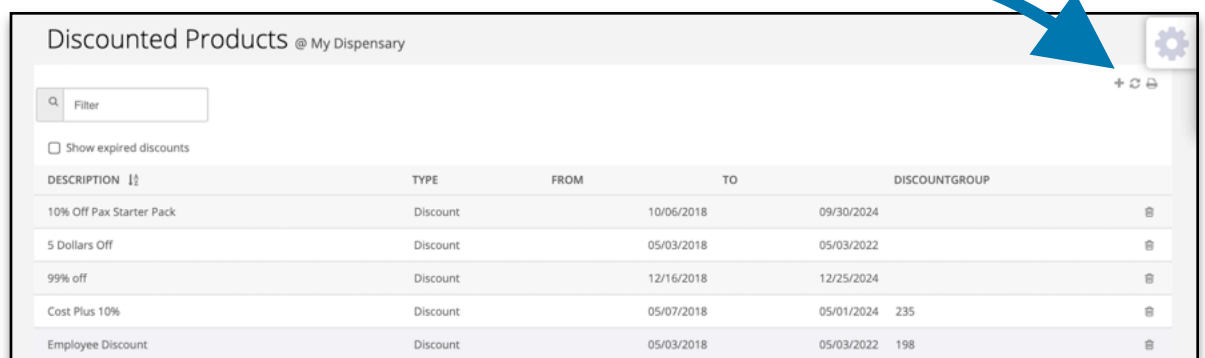 Discounted Products @ My Dispensary
Filter
Show expired discounts
DESCRIPTION TYPE FROM TO DISCOUNTGROUP
10% Off Pax Starter Pack Discount 10/06/2018 09/30/2024
5 Dollars Off Discount 05/03/2018 05/03/2022
99% off Discount 12/16/2018 12/25/2024
Cost Plus 10% Discount 05/07/2018 05/01/2024 235
Employee Discount Discount 05/03/2018 05/03/2022 198